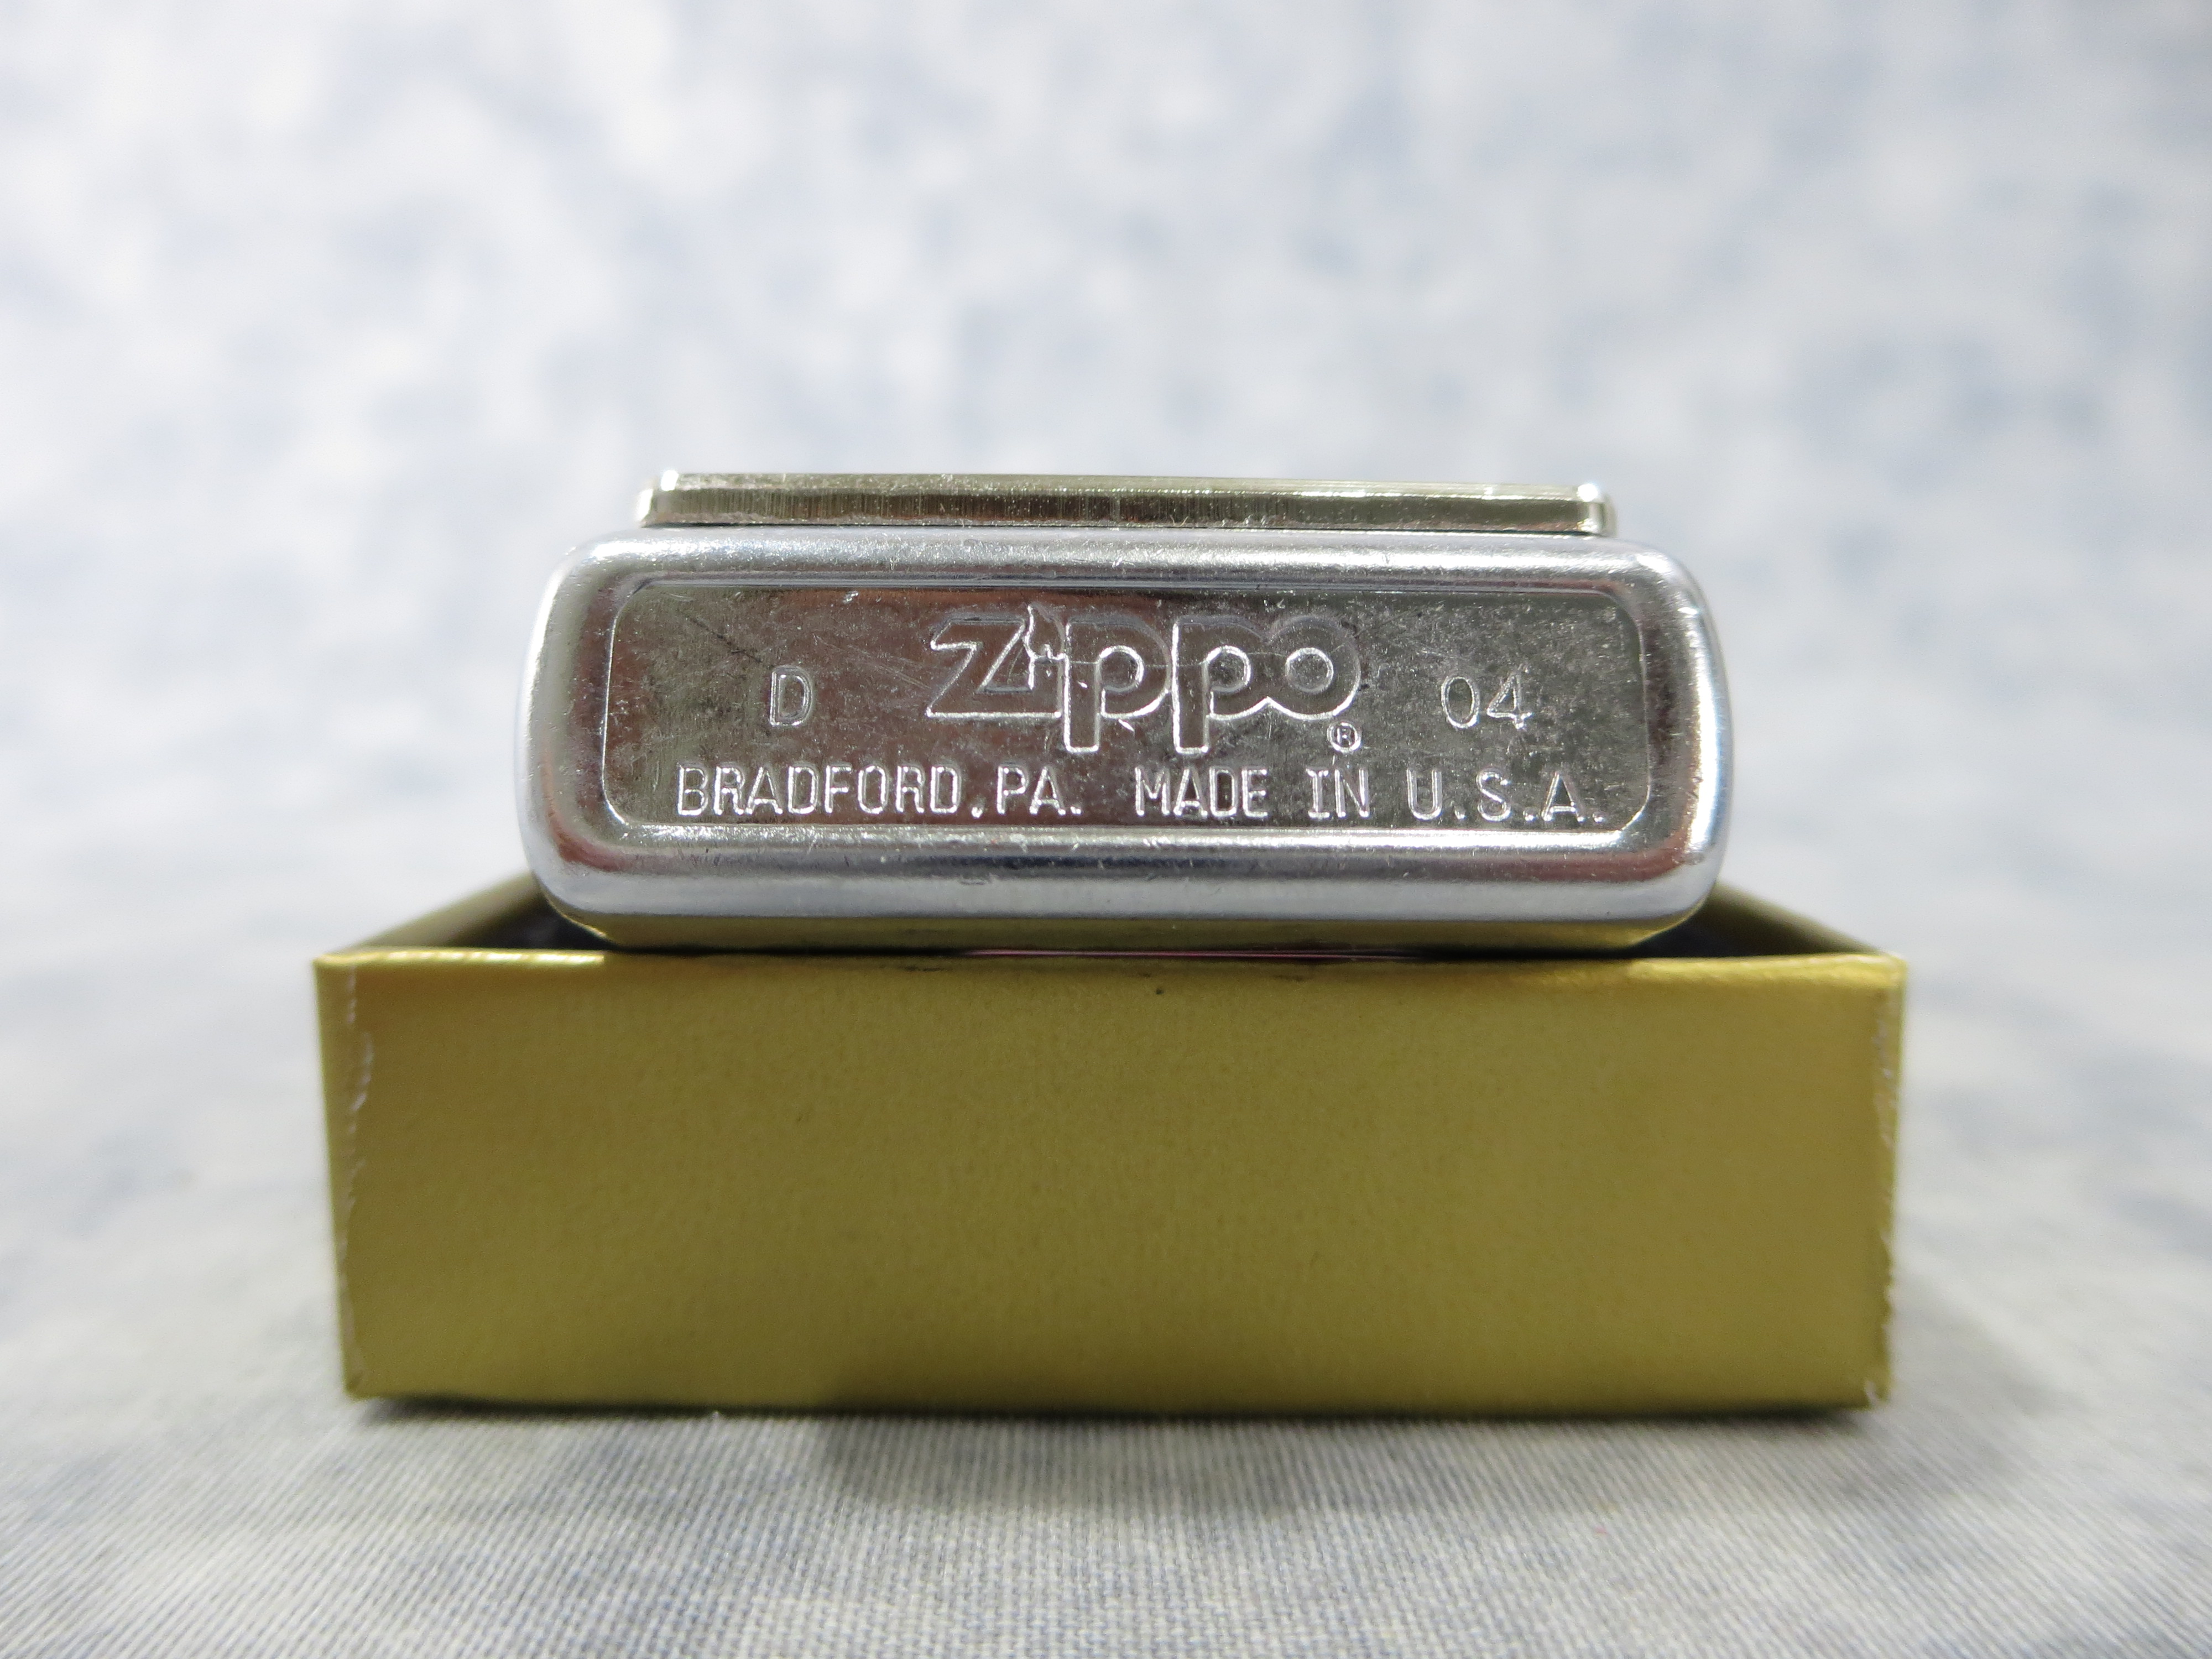 D Zippo ® 04
BRADFORD,PA. MADE IN U.S.A.